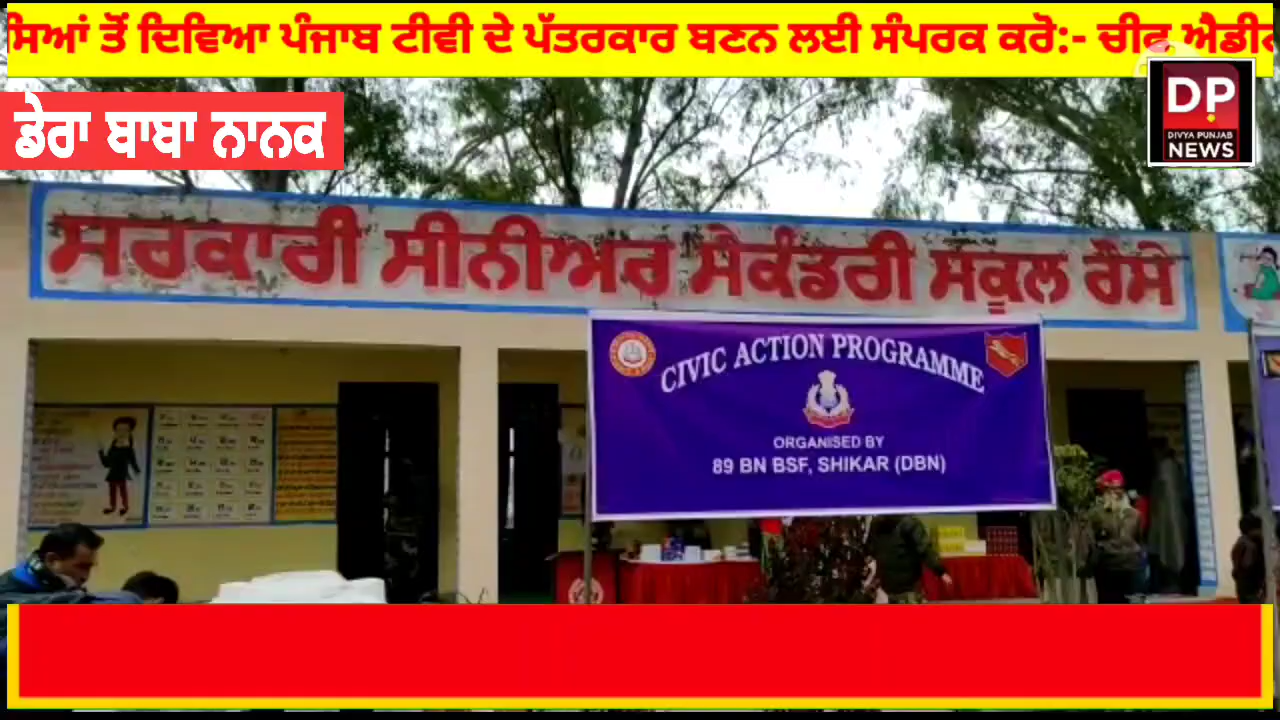 ਸਿਆਂ ਤੋਂ ਦਿਵਿਆ ਪੰਜਾਬ ਟੀਵੀ ਦੇ ਪੱਤਰਕਾਰ ਬਣਨ ਲਈ ਸੰਪਰਕ ਕਰੋ:- ਚੀਫ ਐਡੀਟ
DP
DIVYA PUNJAB
NEWS
ਡੇਰਾ ਬਾਬਾ ਨਾਨਕ
ਸਰਕਾਰੀ ਸੀਨੀਅਰ ਸੇਕੰਡਰੀ ਸਕੂਲ ਰੌਸੇ
CIVIC ACTION PROGRAMME
ORGANISED BY
89 BN BSF, SHIKAR (DBN)